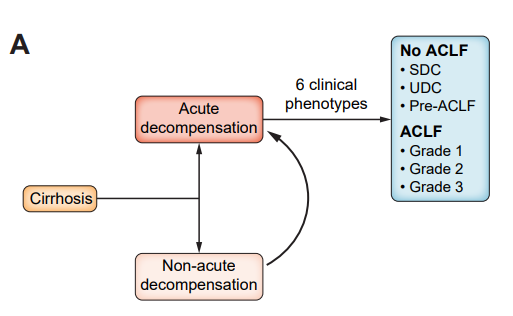 A
Cirrhosis
Acute
decompensation
Non-acute
decompensation
6 clinical
phenotypes
No ACLF
• SDC
• UDC
• Pre-ACLF
ACLF
• Grade 1
• Grade 2
• Grade 3